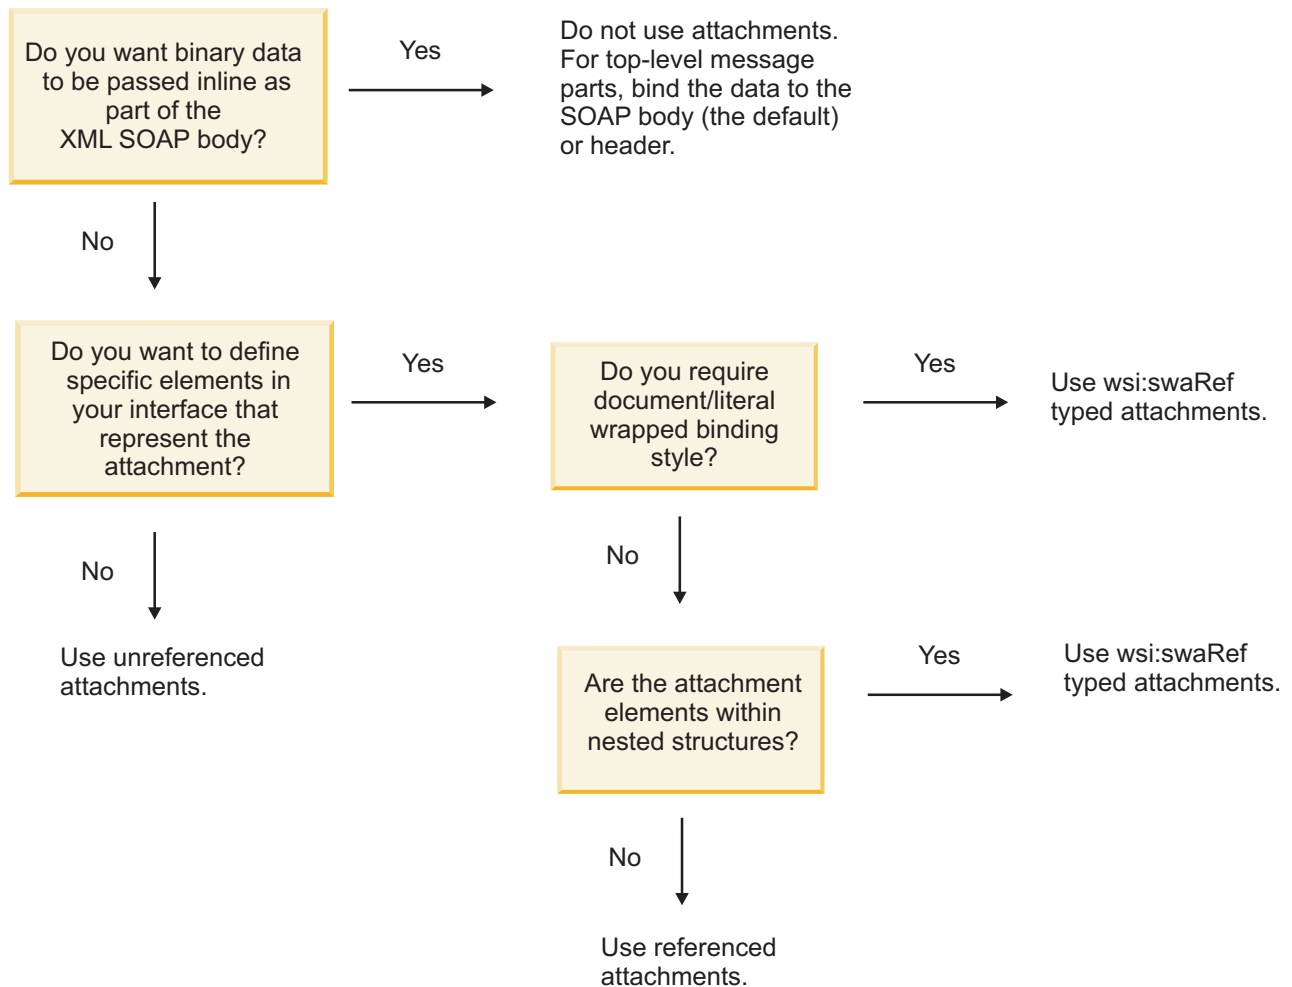 Do you want binary data
to be passed inline as
part of the
XML SOAP body?
Yes
Do not use attachments.
For top-level message
parts, bind the data to the
SOAP body (the default)
or header.
No
Do you want to define
specific elements in
your interface that
represent the
attachment?
Yes
Do you require
document/literal
wrapped binding
style?
Yes
Use wsi:swaRef
typed attachments.
No
Use unreferenced
attachments.
No
Are the attachment
elements within
nested structures?
Yes
Use wsi:swaRef
typed attachments.
No
Use referenced
attachments.